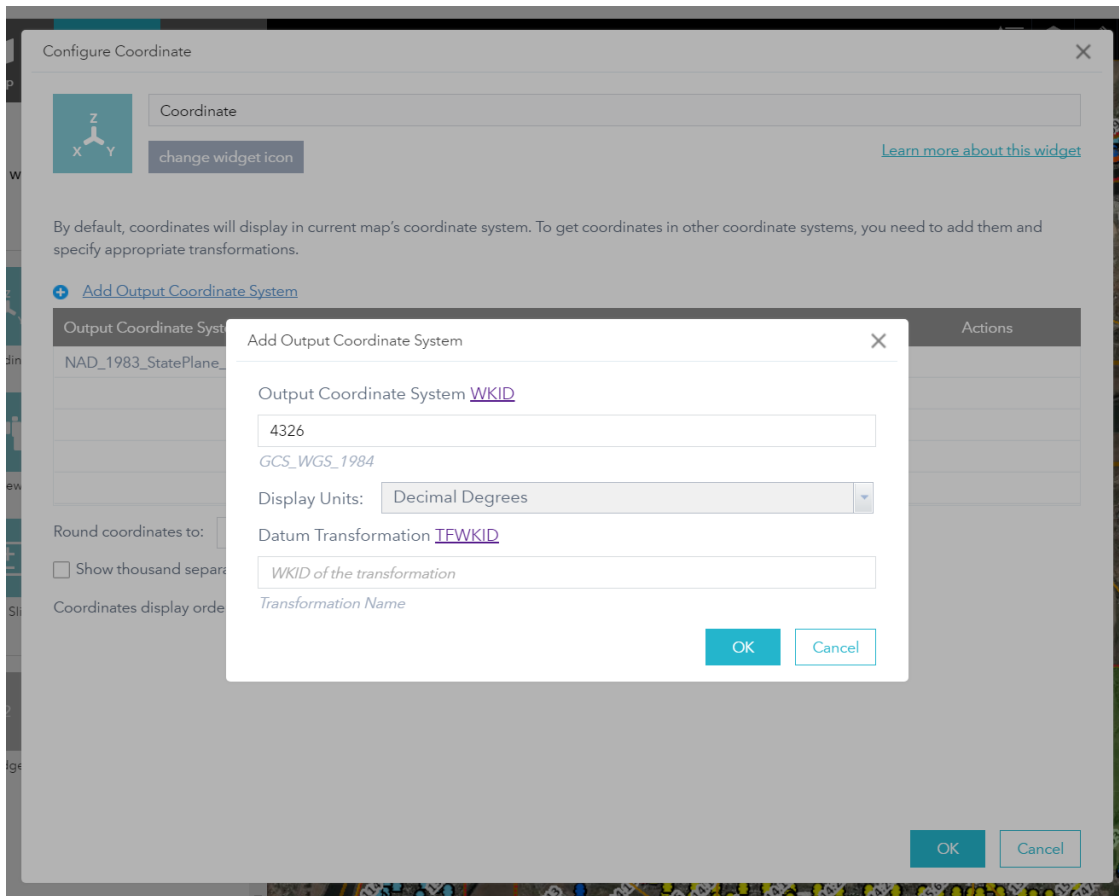 Configure Coordinate
Z
X Y
Coordinate
change widget icon
Learn more about this widget
By default, coordinates will display in current map's coordinate system. To get coordinates in other coordinate systems, you need to add them and
specify appropriate transformations.
Add Output Coordinate System
Output Coordinate Syst
Actions
NAD_1983_StatePlane_
Add Output Coordinate System
Output Coordinate System WKID
4326
GCS_WGS_1984
Display Units: Decimal Degrees
Datum Transformation TFWKID
WKID of the transformation
Transformation Name
OK Cancel
Round coordinates to:
Show thousand separa
Coordinates display orde
OK Cancel